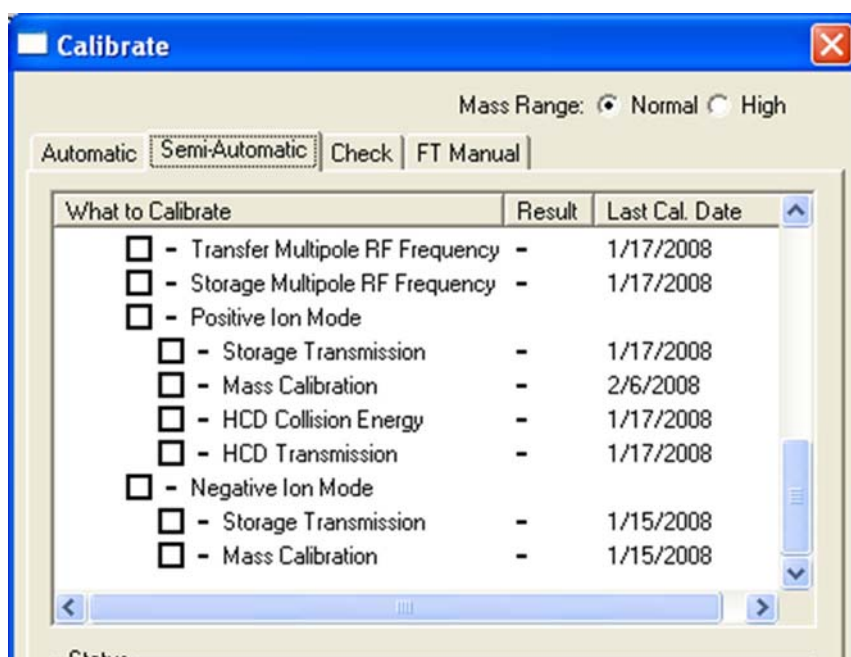 Calibrate
Mass Range: Normal High
Automatic Semi-Automatic Check FT Manual
What to Calibrate Result Last Cal. Date
- Transfer Multipole RF Frequency - 1/17/2008
- Storage Multipole RF Frequency - 1/17/2008
- Positive Ion Mode
- Storage Transmission - 1/17/2008
- Mass Calibration - 2/6/2008
- HCD Collision Energy - 1/17/2008
- HCD Transmission - 1/17/2008
- Negative Ion Mode
- Storage Transmission - 1/15/2008
- Mass Calibration - 1/15/2008
Status